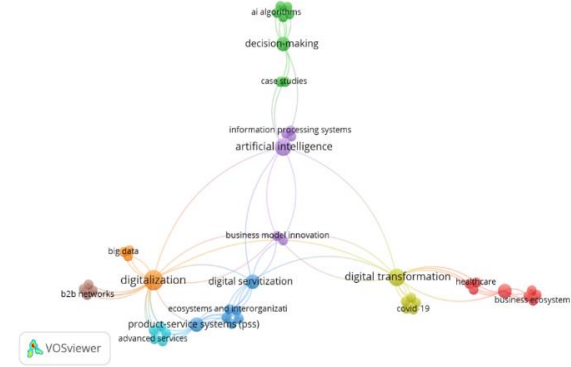 ai algorithms
decision-making
case studies
information processing systems
artificial intelligence
business model innovation
big data
digitalization
digital servitization
digital transformation
healthcare
b2b networks
business ecosystem
ecosystems and interorganizati
covid-19
product-service systems (pss)
advanced services
VOSviewer